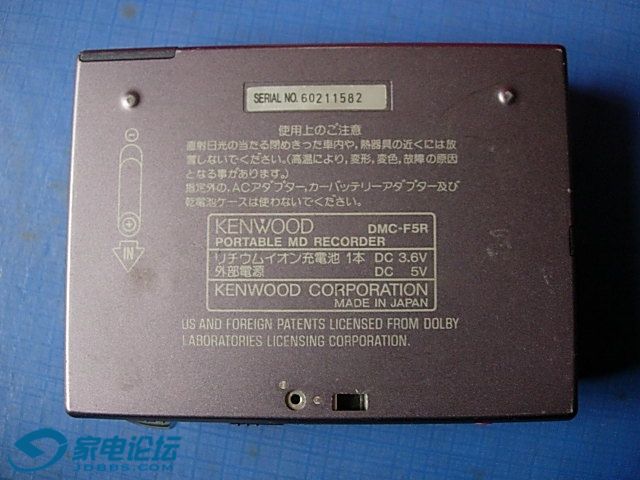 SERIAL NO. 60211582
使用上のご注意
直射日光の当たる閉めきった車内や,熱器具の近くには放
置しないでください。(高温により,変形,変色,故障の原因
となる事があります。)
指定外の,ACアダプター,カーバッテリーアダプター及び
乾電池ケースは使わないでください。
KENWOOD DMC-F5R
PORTABLE MD RECORDER
リチウムイオン充電池 1本 DC 3.6V
外部電源 DC 5V
KENWOOD CORPORATION
MADE IN JAPAN
US AND FOREIGN PATENTS LICENSED FROM DOLBY
LABORATORIES LICENSING CORPORATION.
⊖
⊕
IN
家电论坛
JDBBS.COM